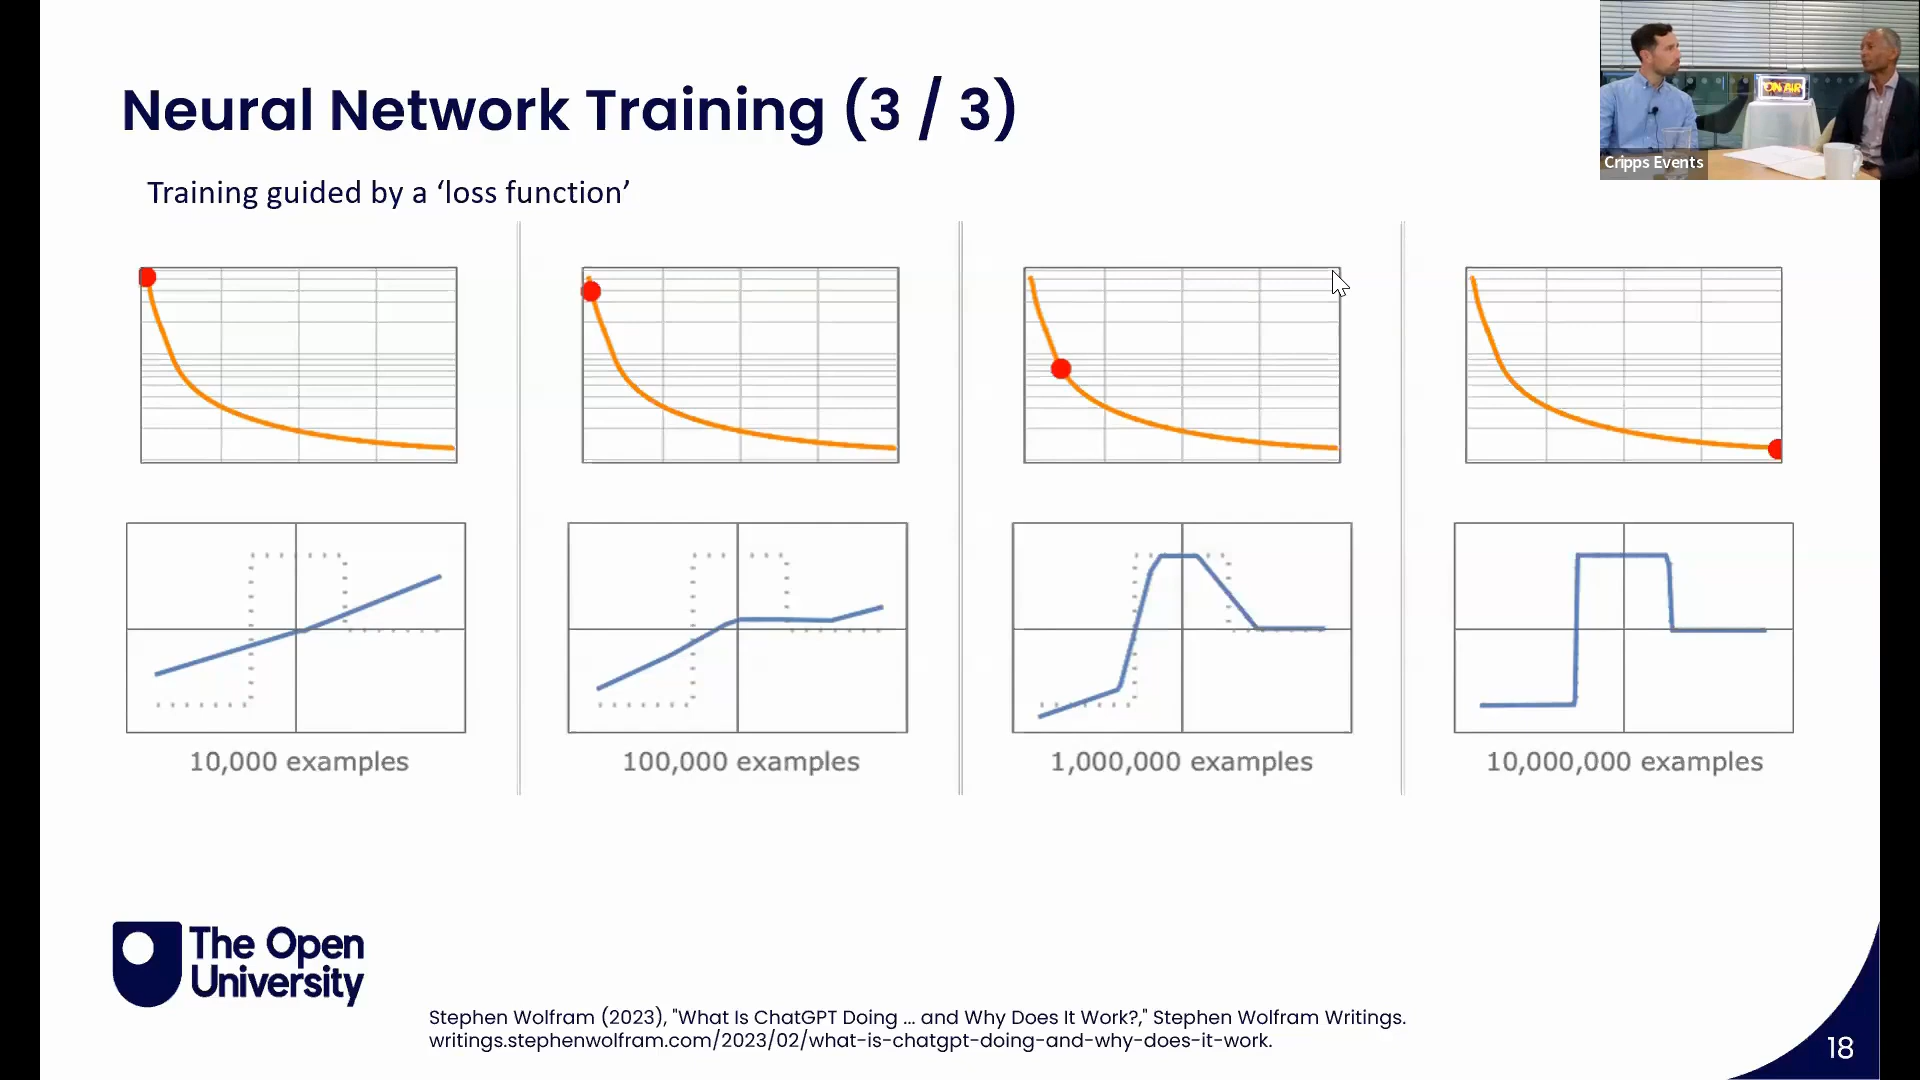 Neural Network Training (3 / 3)
Training guided by a ‘loss function’
ON AIR
Cripps Events
10,000 examples
100,000 examples
1,000,000 examples
10,000,000 examples
The Open
University
Stephen Wolfram (2023), "What Is ChatGPT Doing ... and Why Does It Work?," Stephen Wolfram Writings.
writings.stephenwolfram.com/2023/02/what-is-chatgpt-doing-and-why-does-it-work.
18